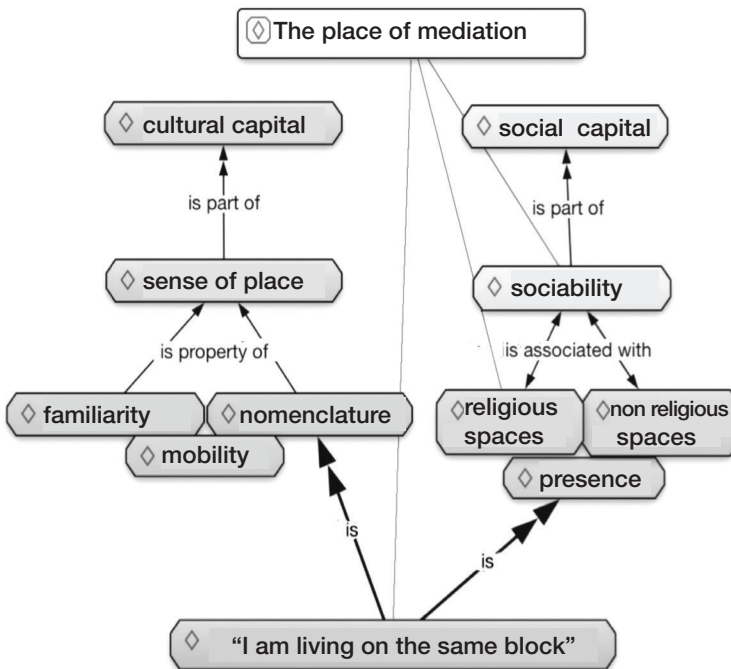 The place of mediation
cultural capital
social capital
is part of
is part of
sense of place
sociability
is property of
is associated with
familiarity
nomenclature
religious
spaces
non religious
spaces
mobility
presence
is
is
“I am living on the same block”